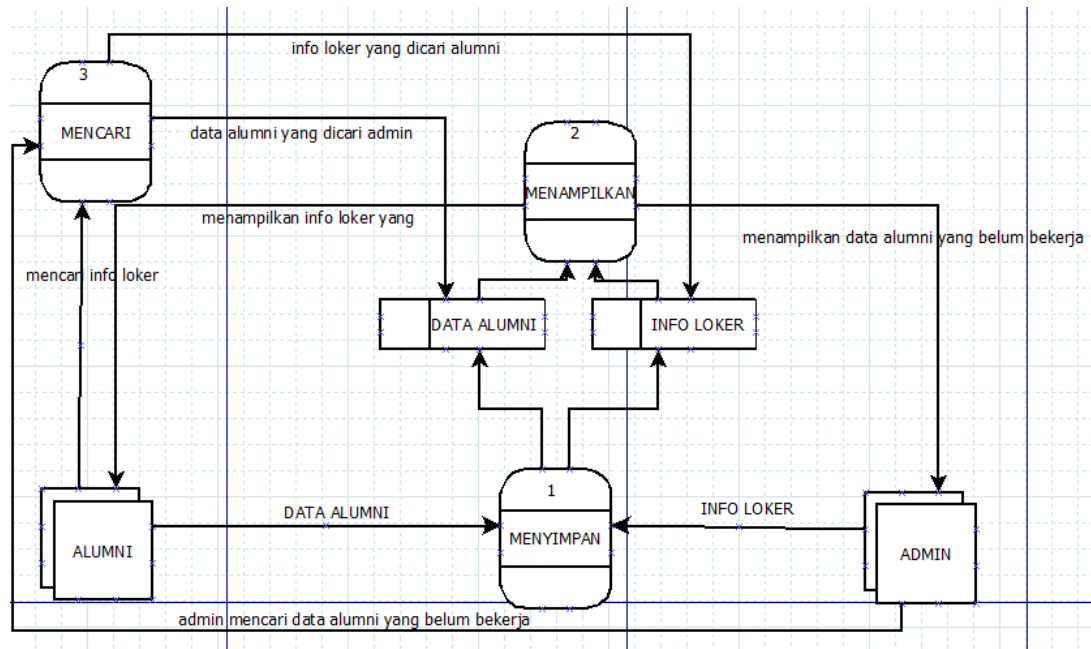 info loker yang dicari alumni
3
MENCARI
data alumni yang dicari admin
2
MENAMPILKAN
menampilkan info loker yang
menampilkan data alumni yang belum bekerja
mencari info loker
DATA ALUMNI
INFO LOKER
1
MENYIMPAN
DATA ALUMNI
INFO LOKER
ALUMNI
ADMIN
admin mencari data alumni yang belum bekerja